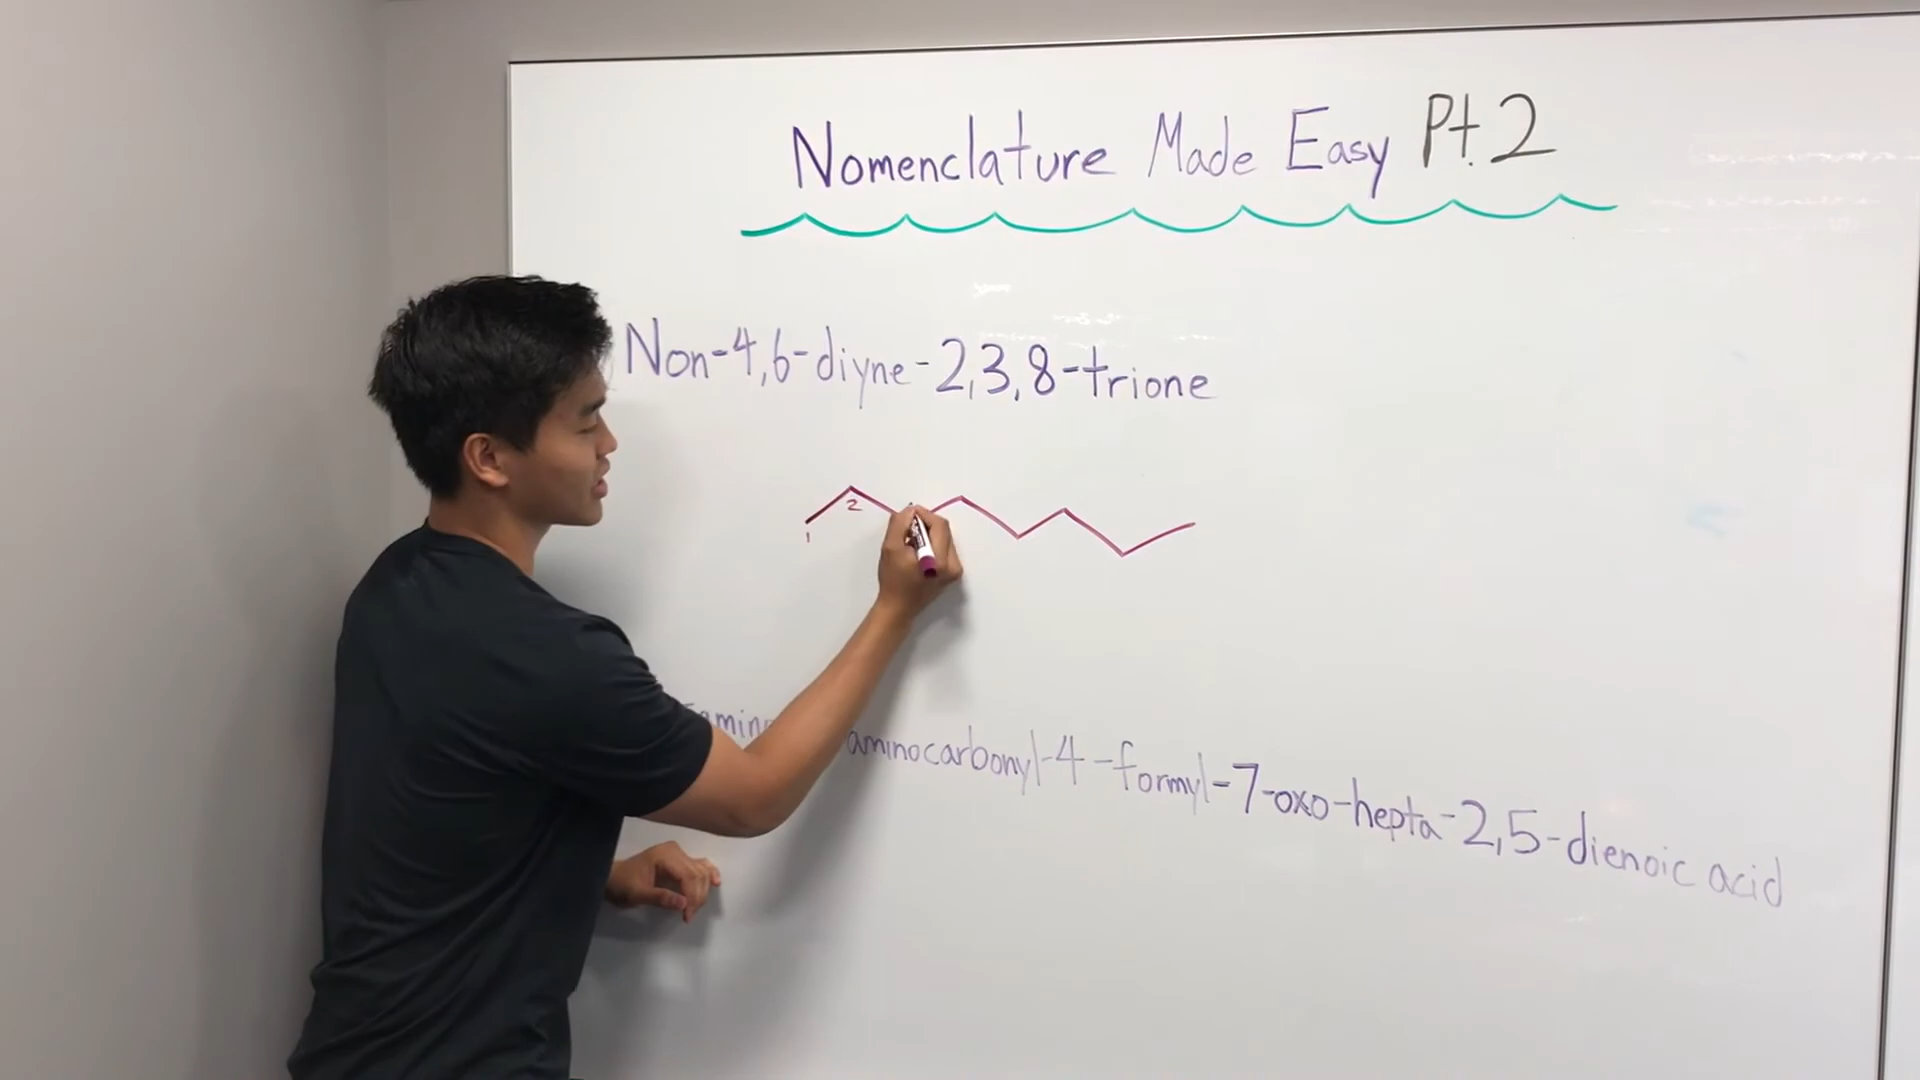 Nomenclature Made Easy Pt.2
Non-4,6-diyne-2,3,8-trione
1 2
aminocarbonyl-4-formyl-7-oxo-hepta-2,5-dienoic acid